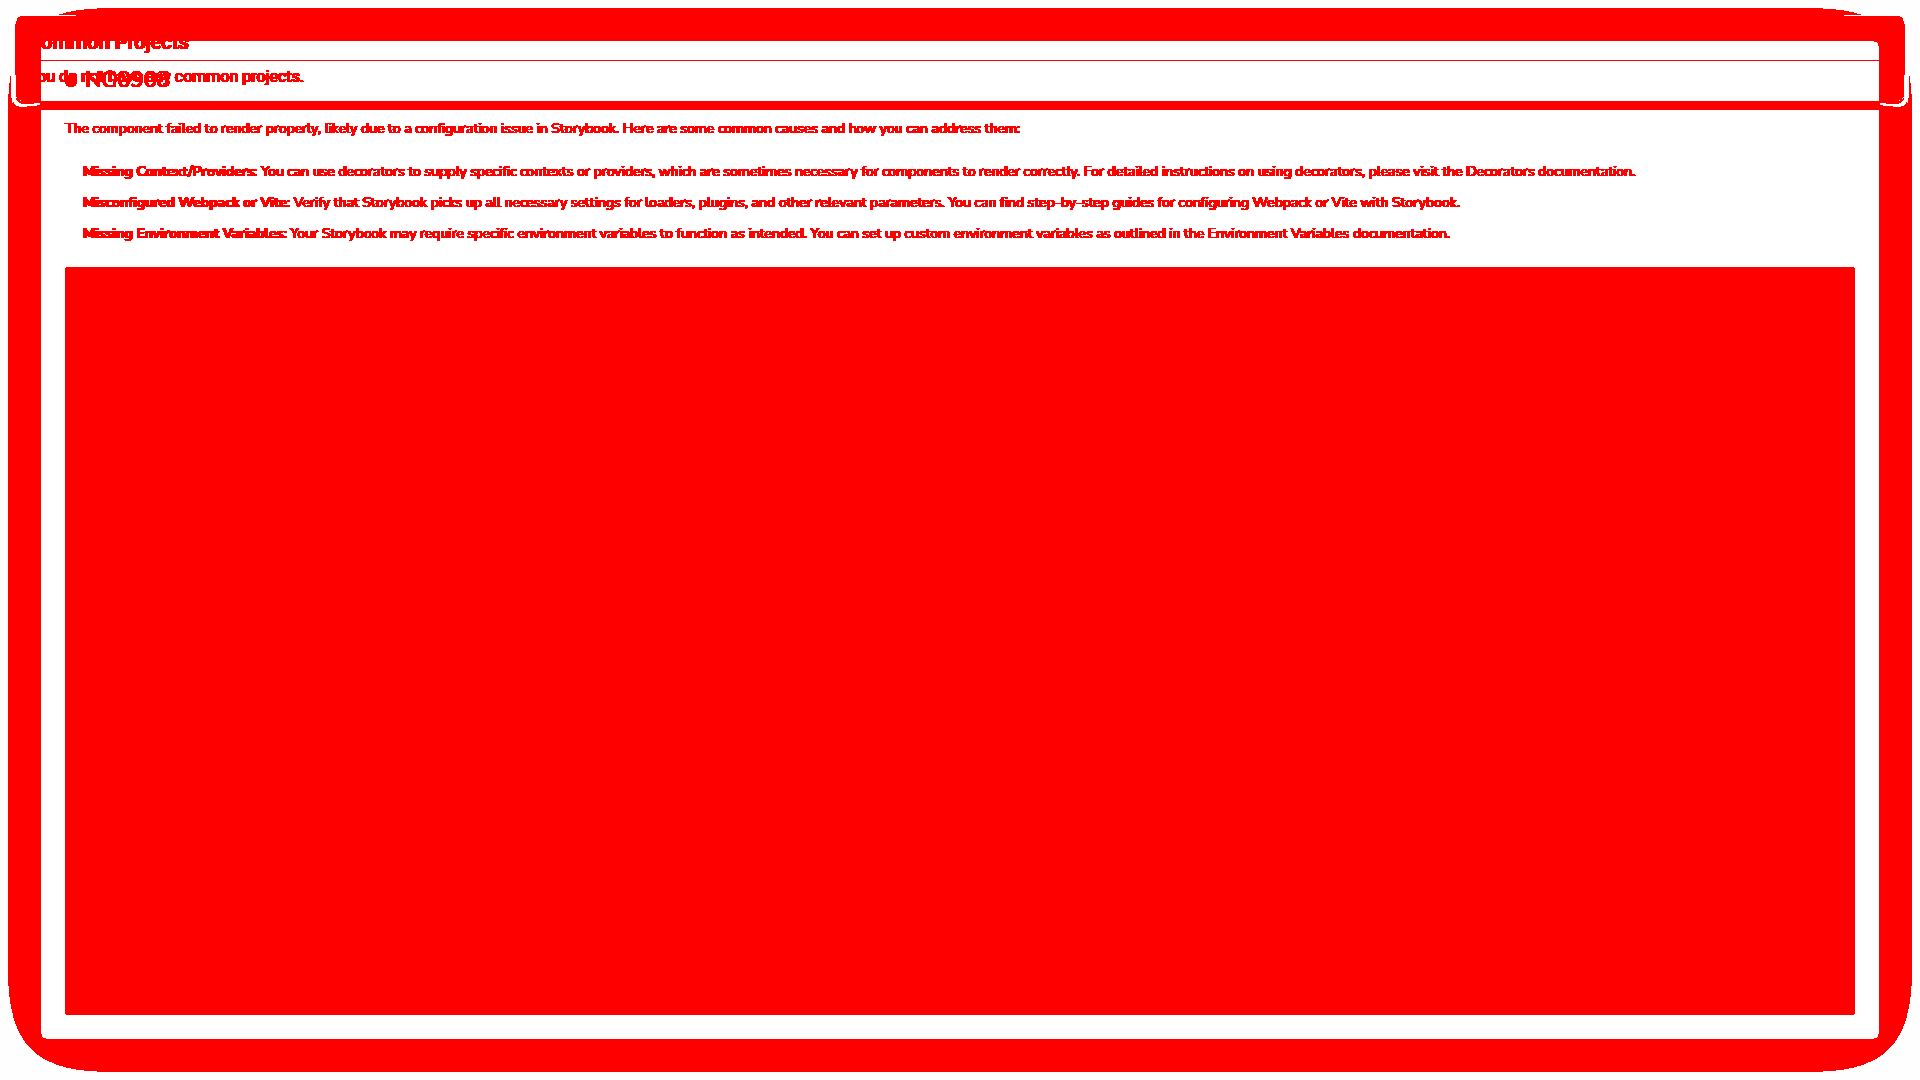 ommon Projects
common projects.
NG0908
The component failed to render properly, likely due to a configuration issue in Storybook. Here are some common causes and how you can address them:
Missing Context/Providers: You can use decorators to supply specific contexts or providers, which are sometimes necessary for components to render correctly. For detailed instructions on using decorators, please visit the Decorators documentation.
Misconfigured Webpack or Vite: Verify that Storybook picks up all necessary settings for loaders, plugins, and other relevant parameters. You can find step-by-step guides for configuring Webpack or Vite with Storybook.
Missing Environment Variables: Your Storybook may require specific environment variables to function as intended. You can set up custom environment variables as outlined in the Environment Variables documentation.